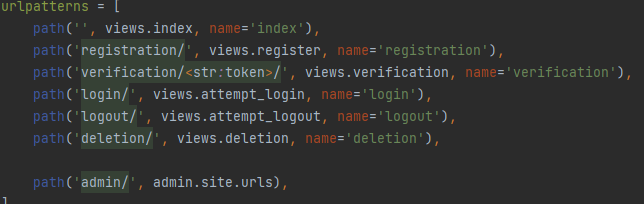 urlpatterns = [
    path('', views.index, name='index'),
    path('registration/', views.register, name='registration'),
    path('verification/<str:token>/', views.verification, name='verification'),
    path('login/', views.attempt_login, name='login'),
    path('logout/', views.attempt_logout, name='logout'),
    path('deletion/', views.deletion, name='deletion'),
    path('admin/', admin.site.urls),
]